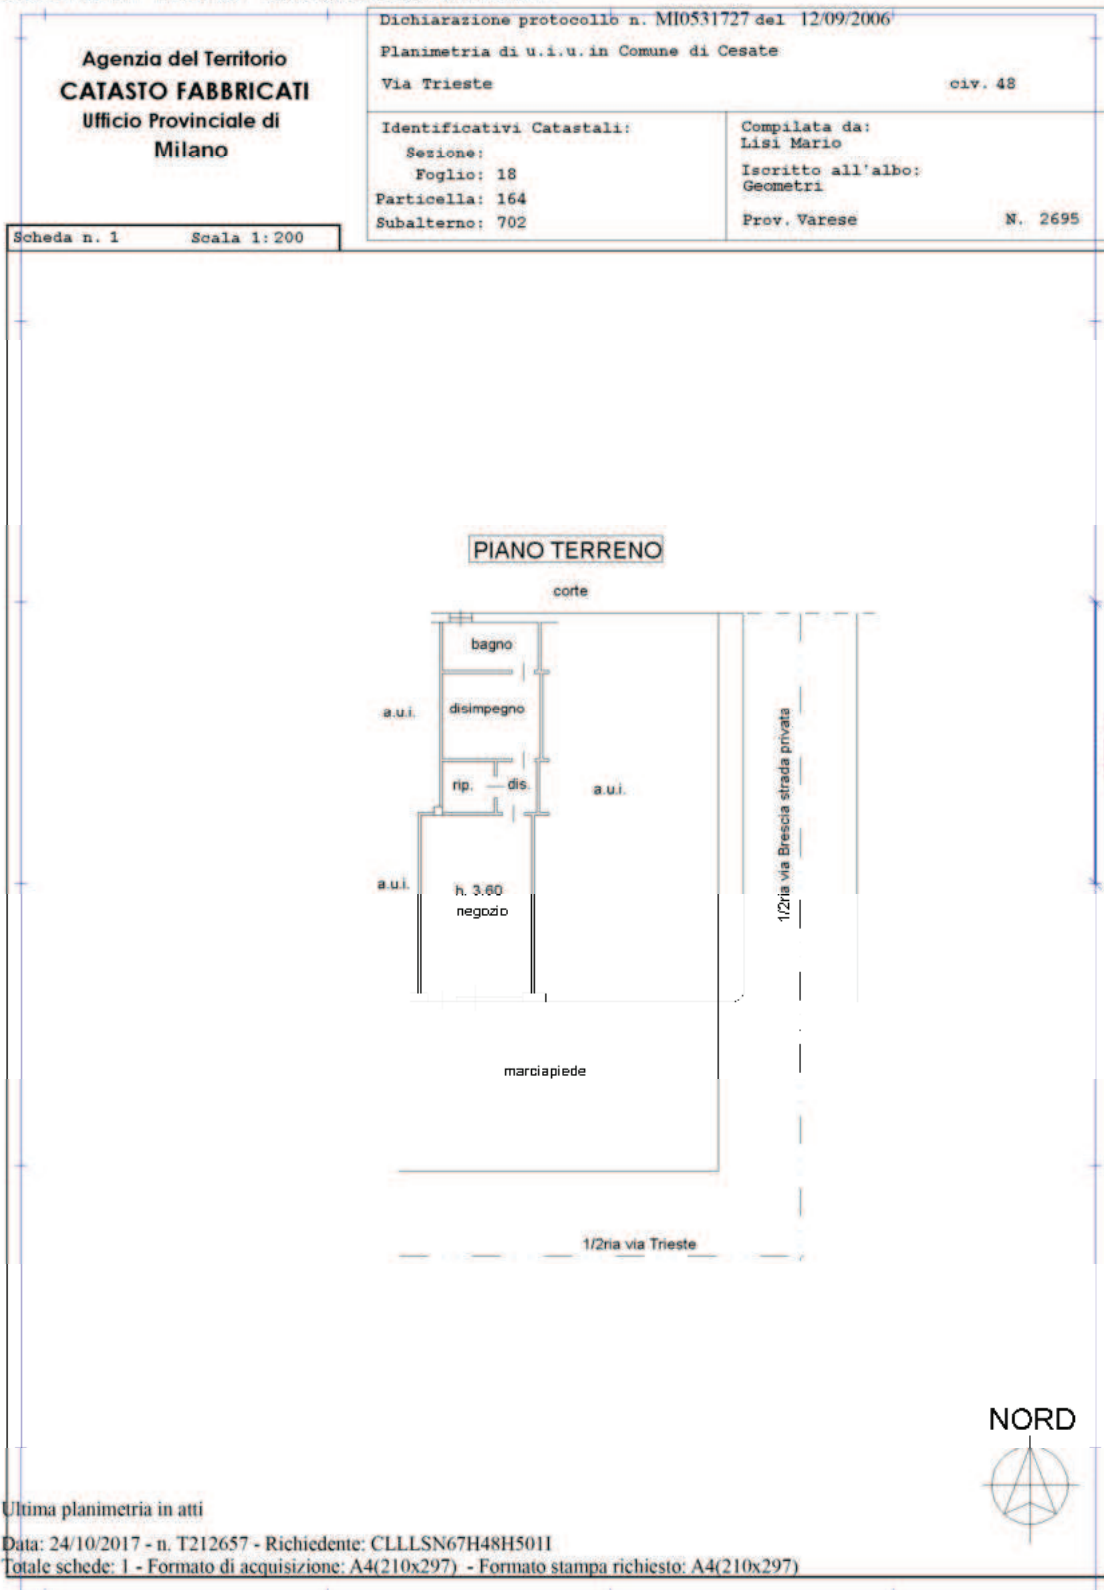 Agenzia del Territorio
CATASTO FABBRICATI
Ufficio Provinciale di
Milano
Dichiarazione protocollo n. MI0531727 del 12/09/2006
Planimetria di u.i.u. in Comune di Cesate
Via Trieste civ. 48
Identificativi Catastali:
Sezione:
Foglio: 18
Particella: 164
Subalterno: 702
Compilata da:
Lisi Mario
Iscritto all'albo:
Geometri
Prov. Varese N. 2695
Scheda n. 1 Scala 1:200
PIANO TERRENO
corte
bagno
a.u.i.
disimpegno
rip.
dis.
a.u.i.
1/2ria via Brescia strada privata
a.u.i.
h. 3.60
negozio
marciapiede
1/2ria via Trieste
NORD
Ultima planimetria in atti
Data: 24/10/2017 - n. T212657 - Richiedente: CLLLSN67H48H501I
Totale schede: 1 - Formato di acquisizione: A4(210x297) - Formato stampa richiesto: A4(210x297)